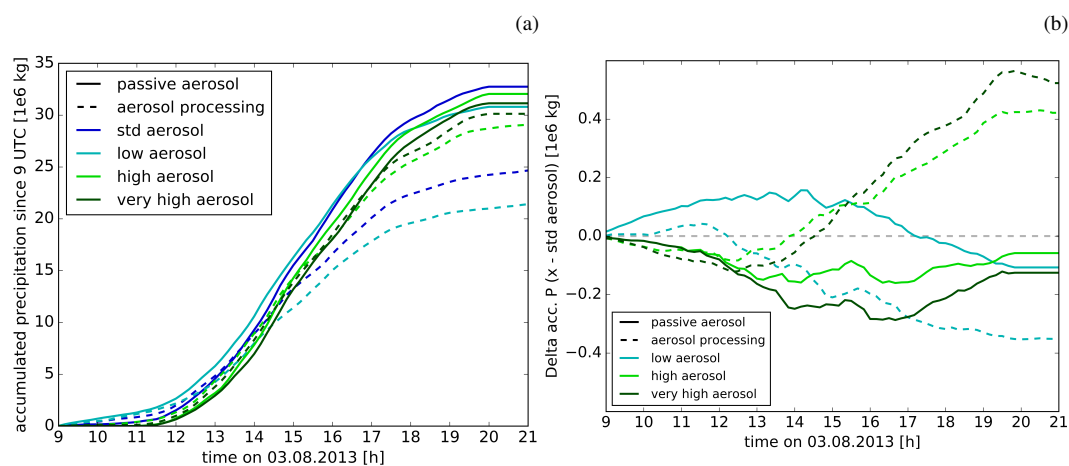 (a)
accumulated precipitation since 9 UTC [1e6 kg]
35
30
25
20
15
10
5
0
passive aerosol
aerosol processing
std aerosol
low aerosol
high aerosol
very high aerosol
9 10 11 12 13 14 15 16 17 18 19 20 21
time on 03.08.2013 [h]
(b)
Delta acc. P (x - std aerosol) [1e6 kg]
0.4
0.2
0.0
−0.2
−0.4
passive aerosol
aerosol processing
low aerosol
high aerosol
very high aerosol
9 10 11 12 13 14 15 16 17 18 19 20 21
time on 03.08.2013 [h]